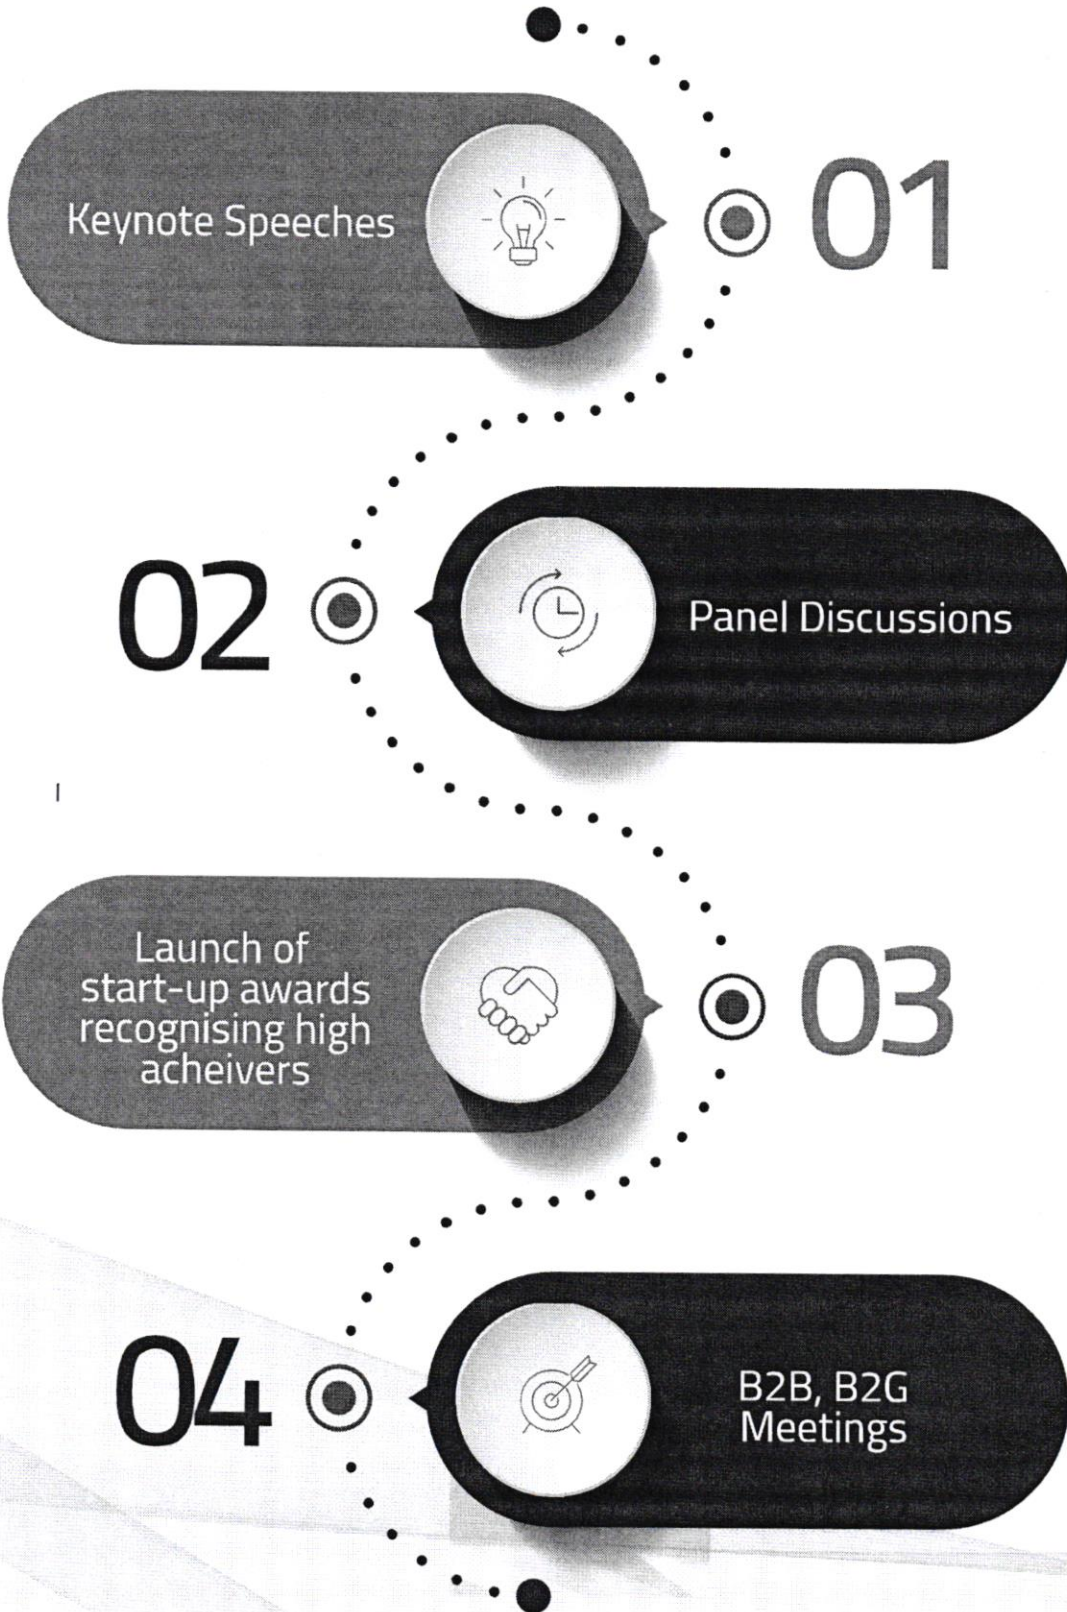 01
Keynote Speeches
02
Panel Discussions
03
Launch of
start-up awards
recognising high
acheivers
04
B2B, B2G
Meetings